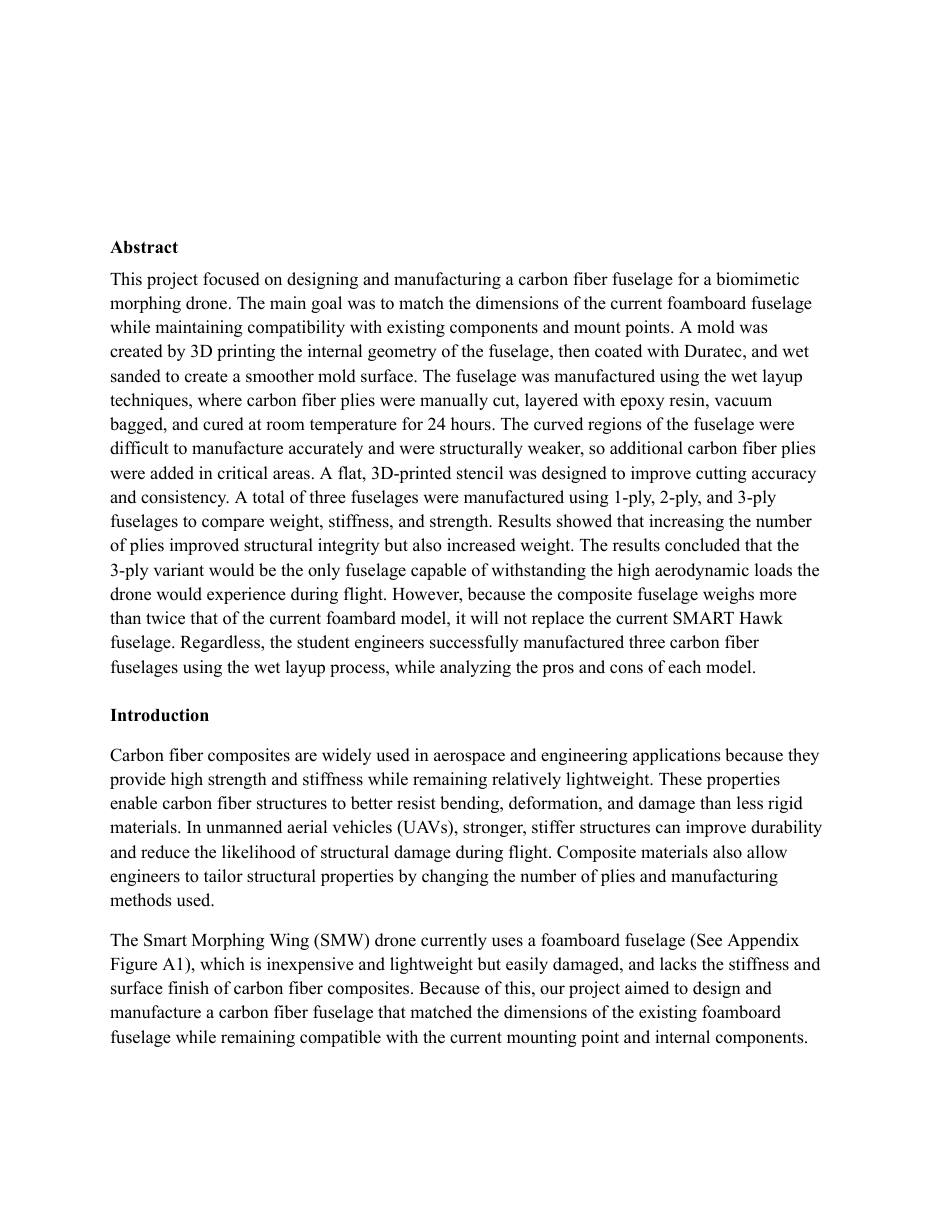 Abstract
This project focused on designing and manufacturing a carbon fiber fuselage for a biomimetic
morphing drone. The main goal was to match the dimensions of the current foamboard fuselage
while maintaining compatibility with existing components and mount points. A mold was
created by 3D printing the internal geometry of the fuselage, then coated with Duratec, and wet
sanded to create a smoother mold surface. The fuselage was manufactured using the wet layup
techniques, where carbon fiber plies were manually cut, layered with epoxy resin, vacuum
bagged, and cured at room temperature for 24 hours. The curved regions of the fuselage were
difficult to manufacture accurately and were structurally weaker, so additional carbon fiber plies
were added in critical areas. A flat, 3D-printed stencil was designed to improve cutting accuracy
and consistency. A total of three fuselages were manufactured using 1-ply, 2-ply, and 3-ply
fuselages to compare weight, stiffness, and strength. Results showed that increasing the number
of plies improved structural integrity but also increased weight. The results concluded that the
3-ply variant would be the only fuselage capable of withstanding the high aerodynamic loads the
drone would experience during flight. However, because the composite fuselage weighs more
than twice that of the current foambard model, it will not replace the current SMART Hawk
fuselage. Regardless, the student engineers successfully manufactured three carbon fiber
fuselages using the wet layup process, while analyzing the pros and cons of each model.
Introduction
Carbon fiber composites are widely used in aerospace and engineering applications because they
provide high strength and stiffness while remaining relatively lightweight. These properties
enable carbon fiber structures to better resist bending, deformation, and damage than less rigid
materials. In unmanned aerial vehicles (UAVs), stronger, stiffer structures can improve durability
and reduce the likelihood of structural damage during flight. Composite materials also allow
engineers to tailor structural properties by changing the number of plies and manufacturing
methods used.
The Smart Morphing Wing (SMW) drone currently uses a foamboard fuselage (See Appendix
Figure A1), which is inexpensive and lightweight but easily damaged, and lacks the stiffness and
surface finish of carbon fiber composites. Because of this, our project aimed to design and
manufacture a carbon fiber fuselage that matched the dimensions of the existing foamboard
fuselage while remaining compatible with the current mounting point and internal components.